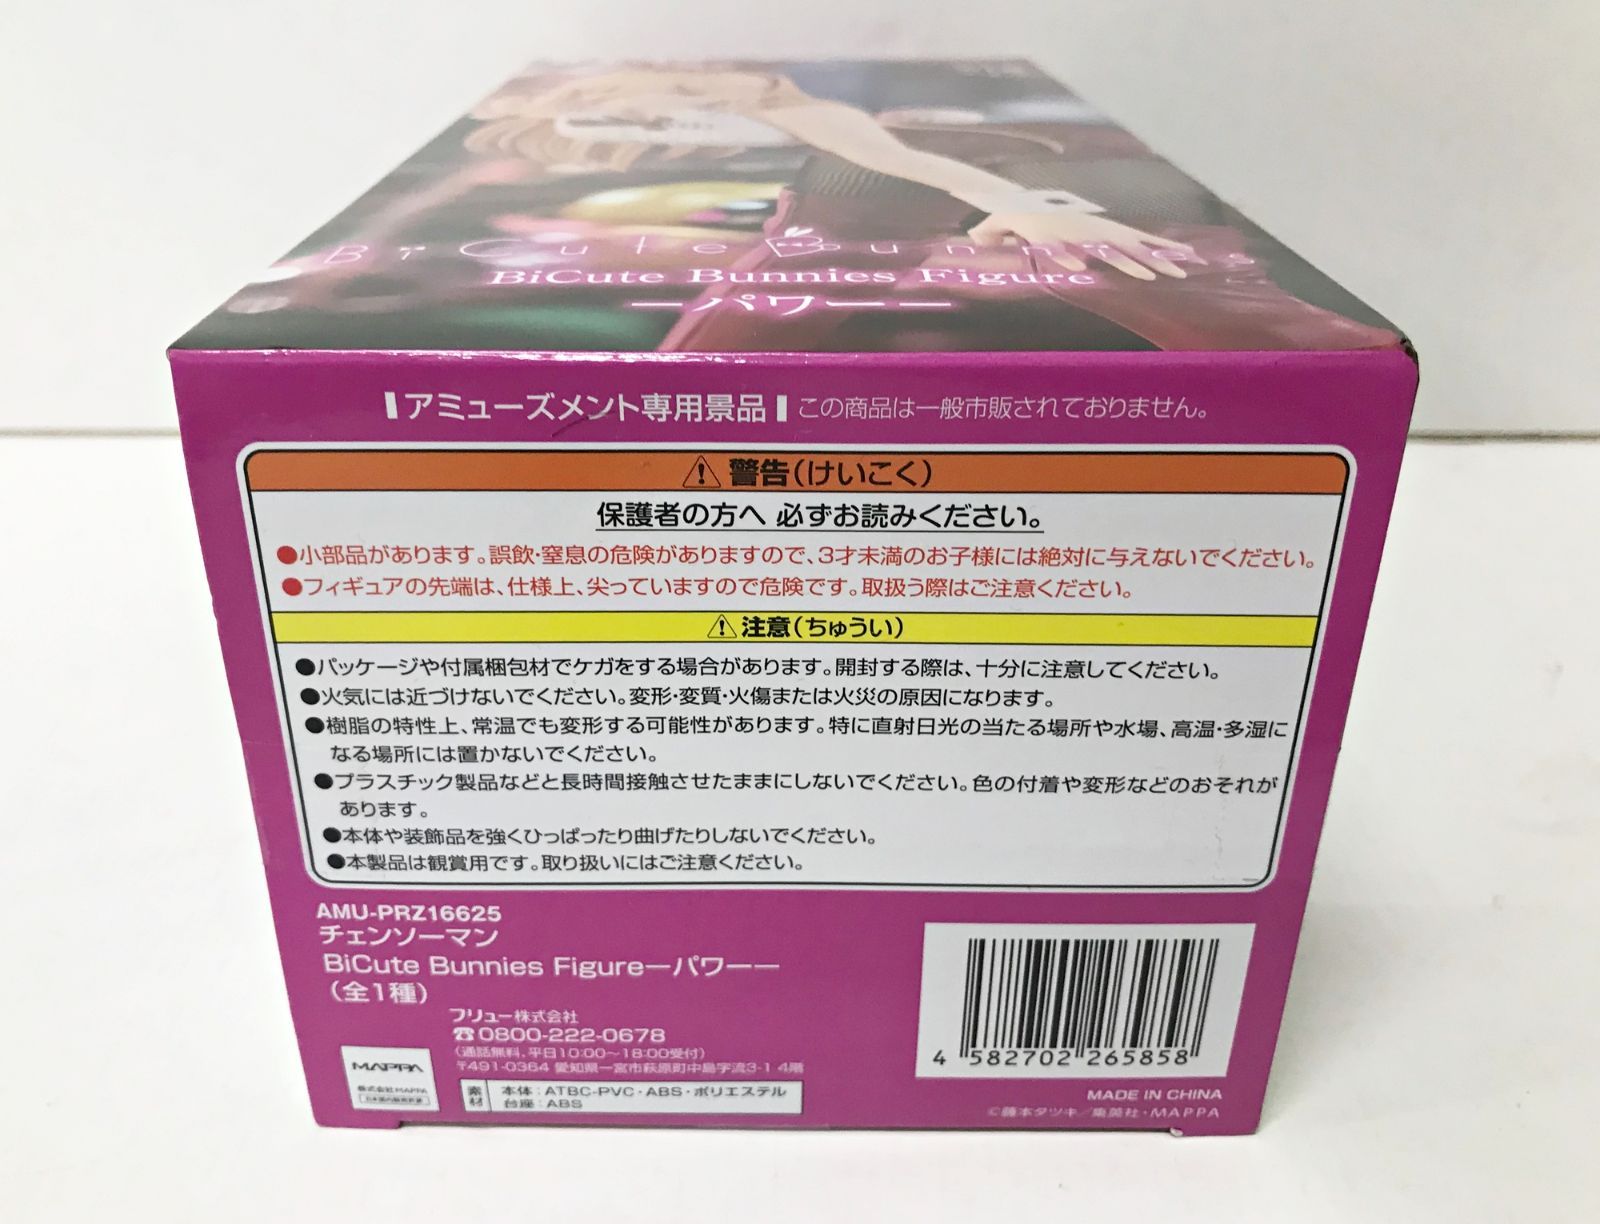 BiCute Bunnies
BiCute Bunnies Figure
ーパワーー
アミューズメント専用景品 この商品は一般市販されておりません。
警告(けいこく)
保護者の方へ 必ずお読みください。
●小部品があります。誤飲・窒息の危険がありますので、3才未満のお子様には絶対に与えないでください。
●フィギュアの先端は、仕様上、尖っていますので危険です。取扱う際はご注意ください。
注意(ちゅうい)
●パッケージや付属梱包材でケガをする場合があります。開封する際は、十分に注意してください。
●火気には近づけないでください。変形・変質・火傷または火災の原因になります。
●樹脂の特性上、常温でも変形する可能性があります。特に直射日光の当たる場所や水場、高温・多湿に
なる場所には置かないでください。
●プラスチック製品などと長時間接触させたままにしないでください。色の付着や変形などのおそれが
あります。
●本体や装飾品を強くひっぱったり曲げたりしないでください。
●本製品は観賞用です。取り扱いにはご注意ください。
AMU-PRZ16625
チェンソーマン
BiCute Bunnies Figureーパワーー
(全1種)
フリュー株式会社
☎0800-222-0678
(通話無料、平日10:00～18:00受付)
〒491-0364 愛知県一宮市萩原町中島字流3-1 4階
素材
本体:ATBC-PVC・ABS・ポリエステル
台座:ABS
MAPPA
株式会社MAPPA
4 582702 265858
MADE IN CHINA
©藤本タツキ/集英社・MAPPA